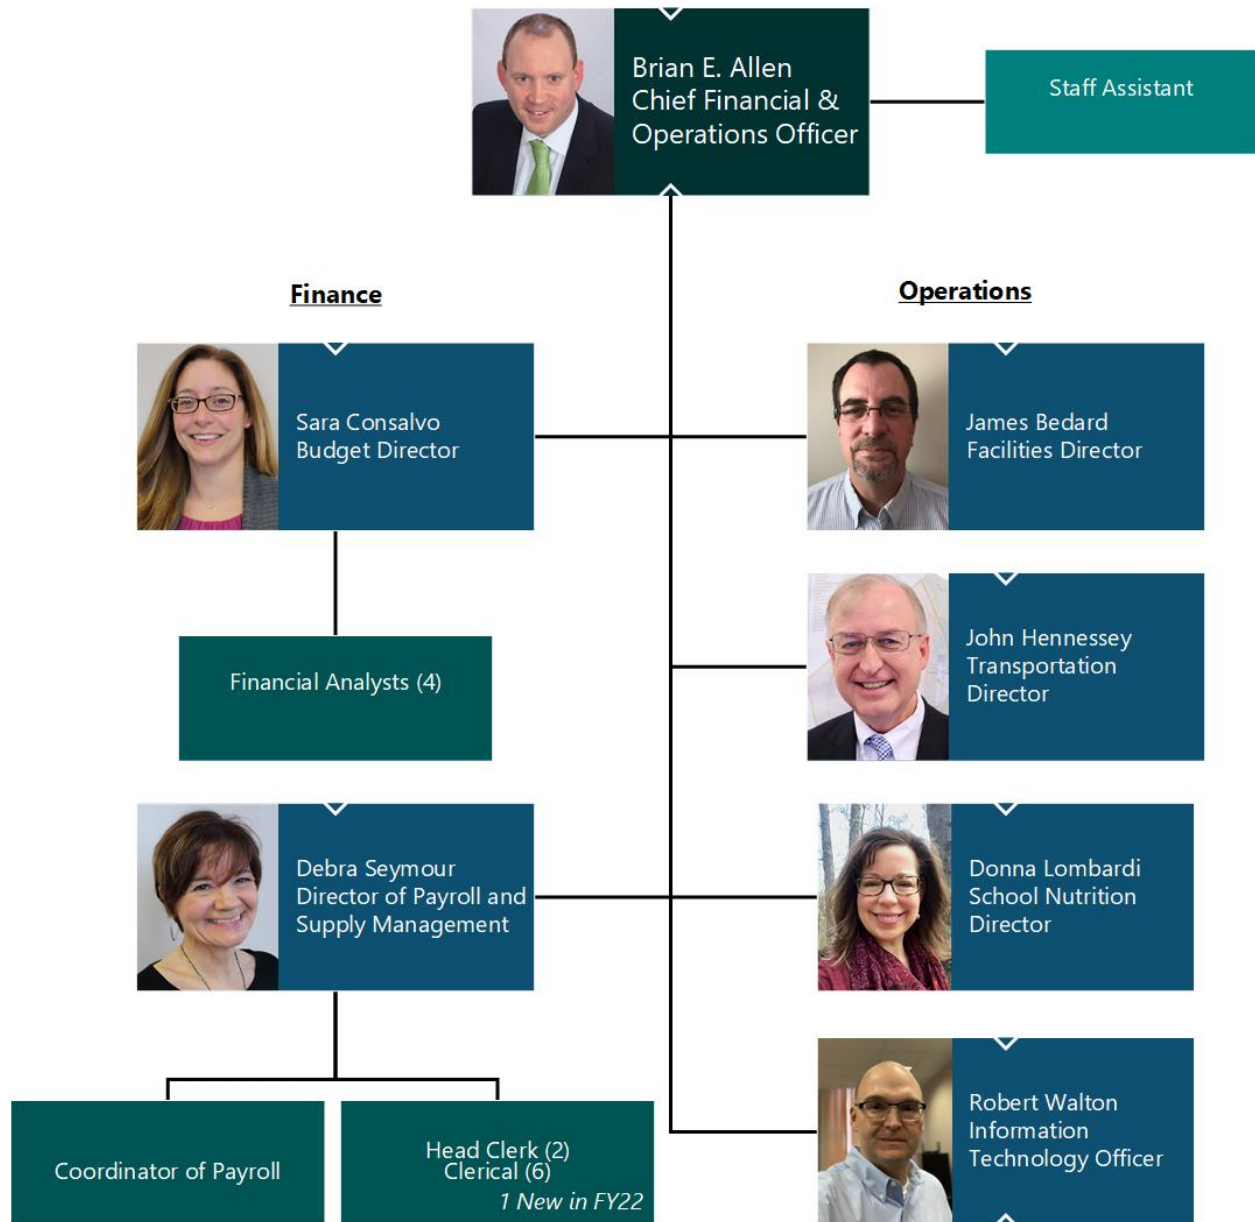 Brian E. Allen
Chief Financial &
Operations Officer
Staff Assistant
Finance
Operations
Sara Consalvo
Budget Director
James Bedard
Facilities Director
Financial Analysts (4)
John Hennessey
Transportation
Director
Debra Seymour
Director of Payroll and
Supply Management
Donna Lombardi
School Nutrition
Director
Coordinator of Payroll
Head Clerk (2)
Clerical (6)
1 New in FY22
Robert Walton
Information
Technology Officer